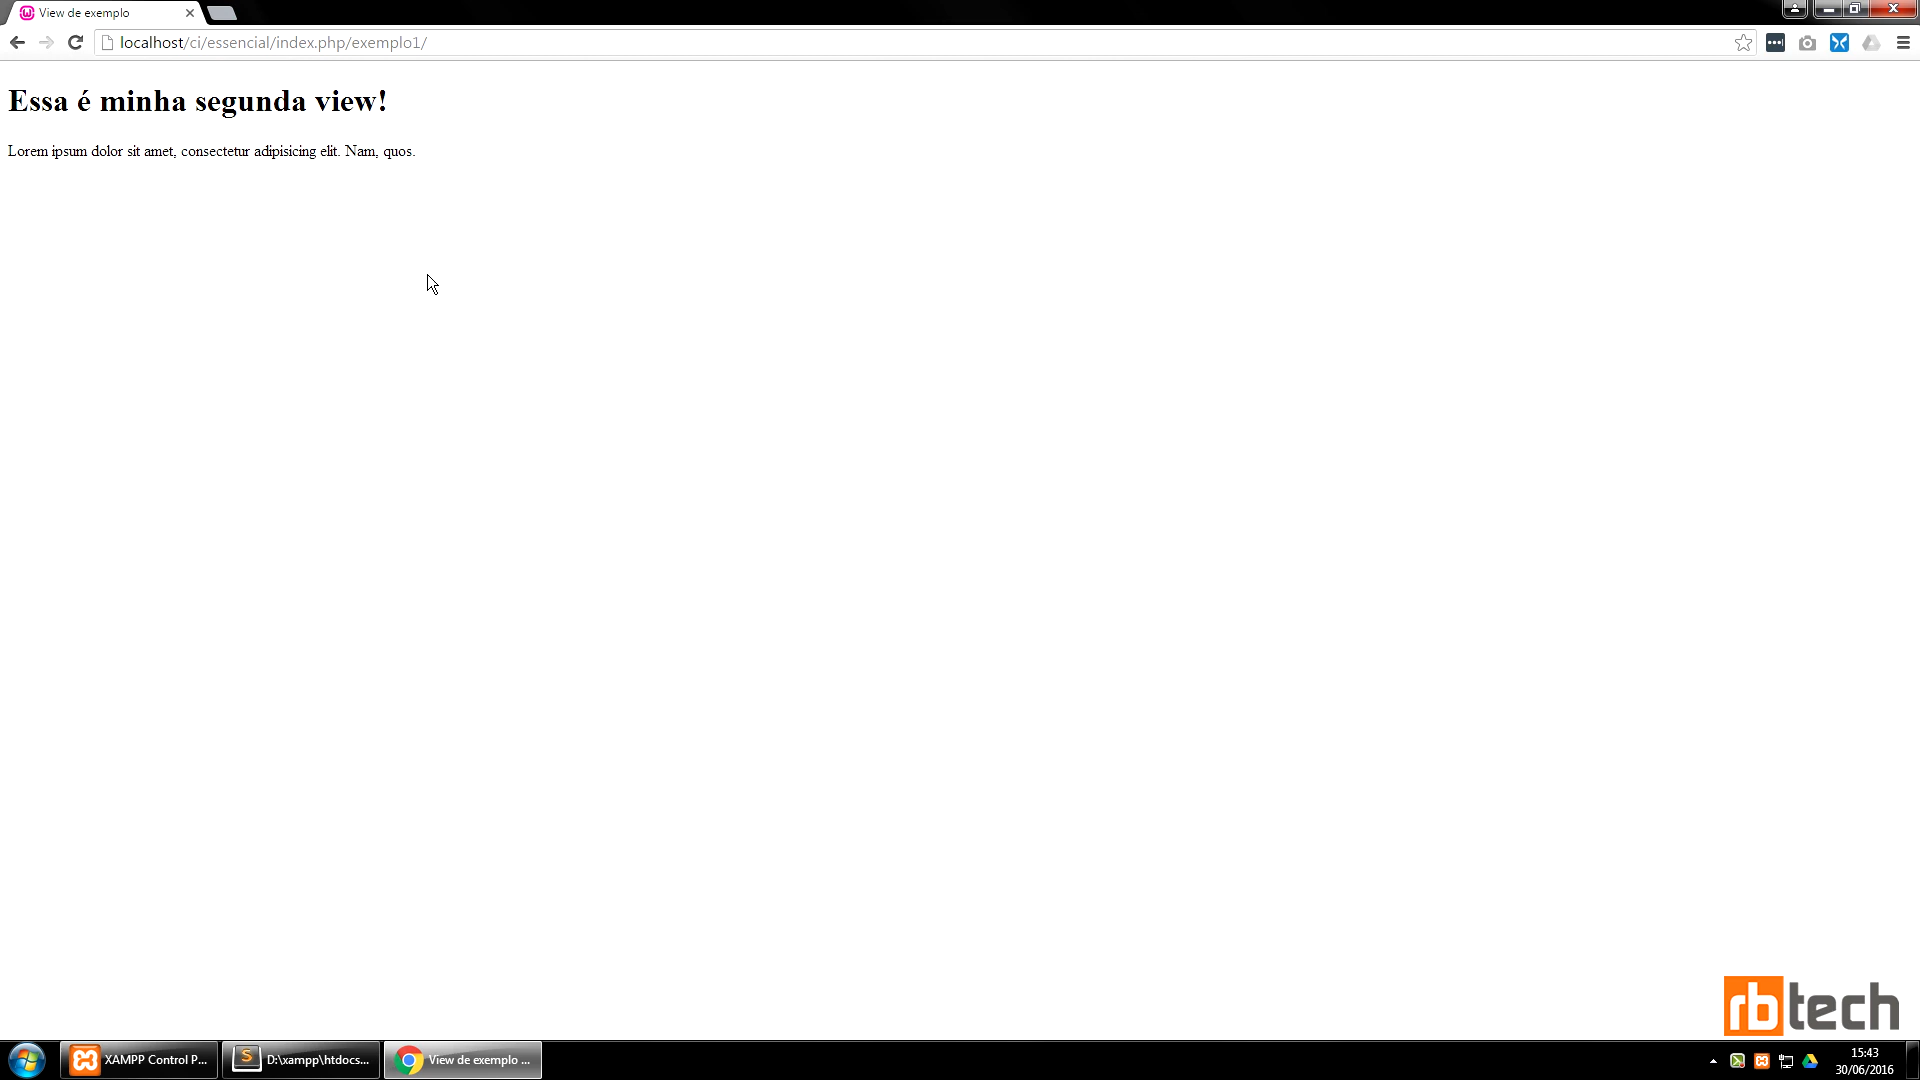 View de exemplo
localhost/ci/essencial/index.php/exemplo1/
Essa é minha segunda view!
Lorem ipsum dolor sit amet, consectetur adipisicing elit. Nam, quos.
rbtech
XAMPP Control P...
D:\xampp\htdocs...
View de exemplo ...
15:43
30/06/2016